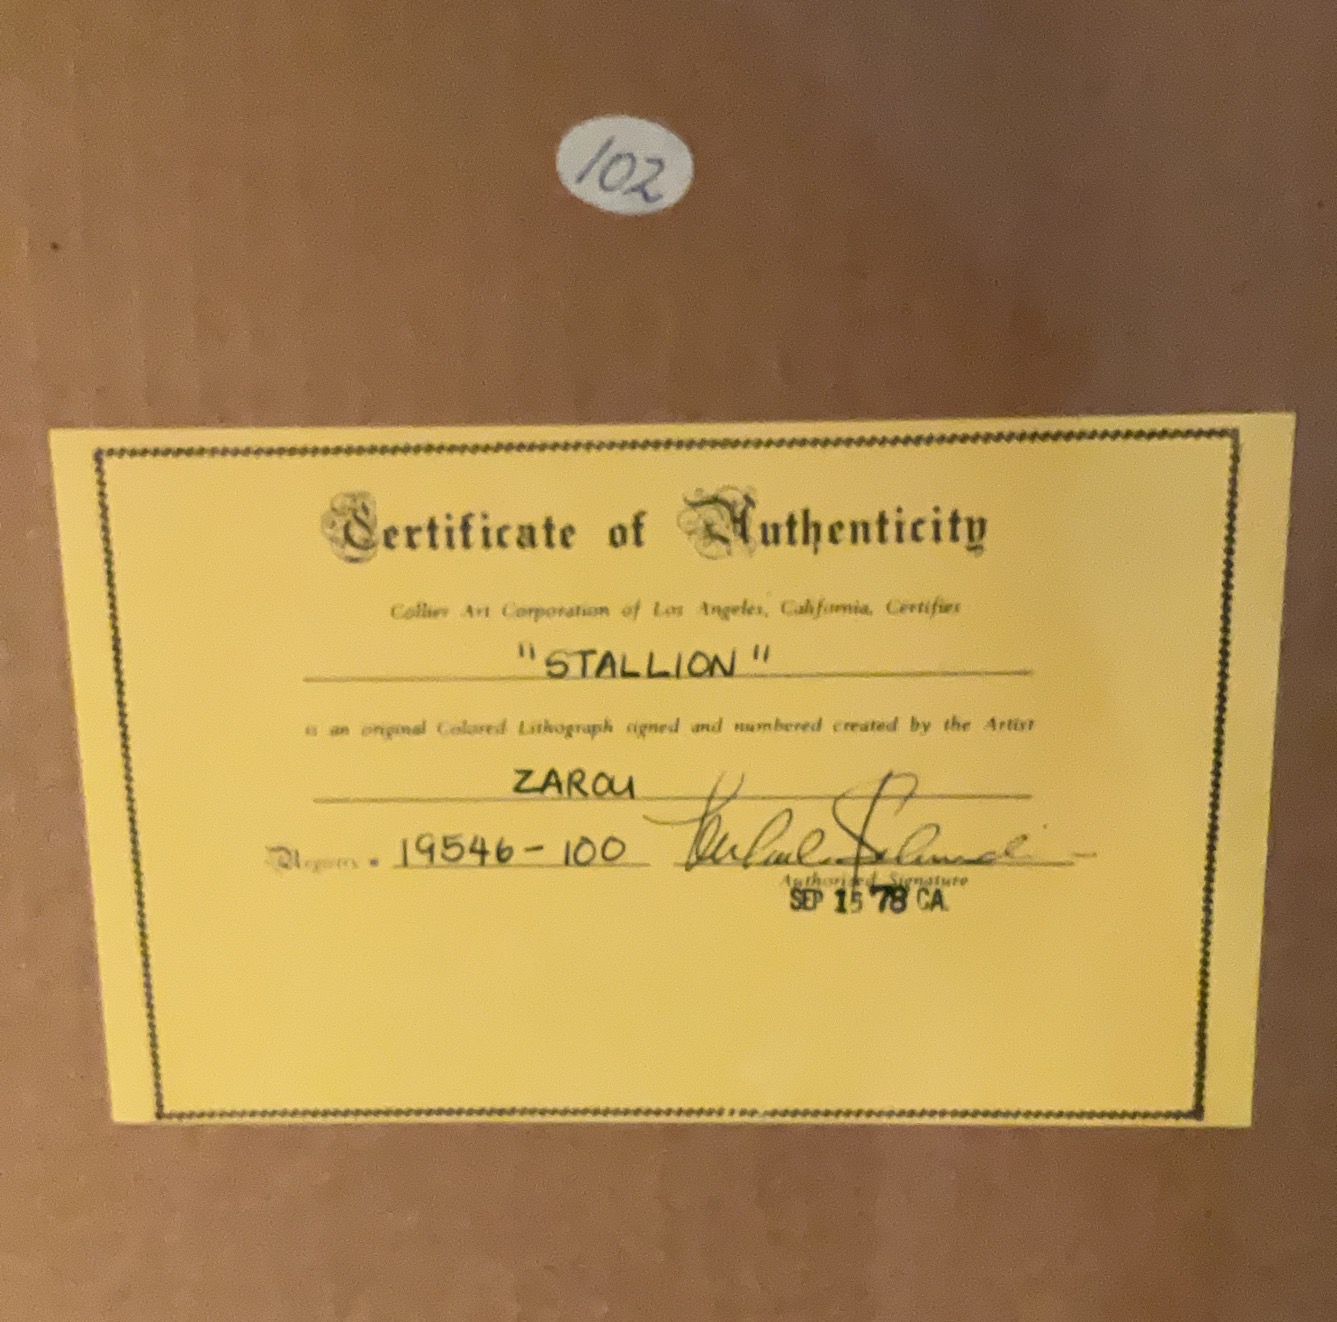 102
Certificate of Authenticity
Collier Art Corporation of Los Angeles, California, Certifies
"STALLION"
is an original Colored Lithograph signed and numbered created by the Artist
ZAROU
19546-100
Authorized Signature
SEP 15 78 CA.